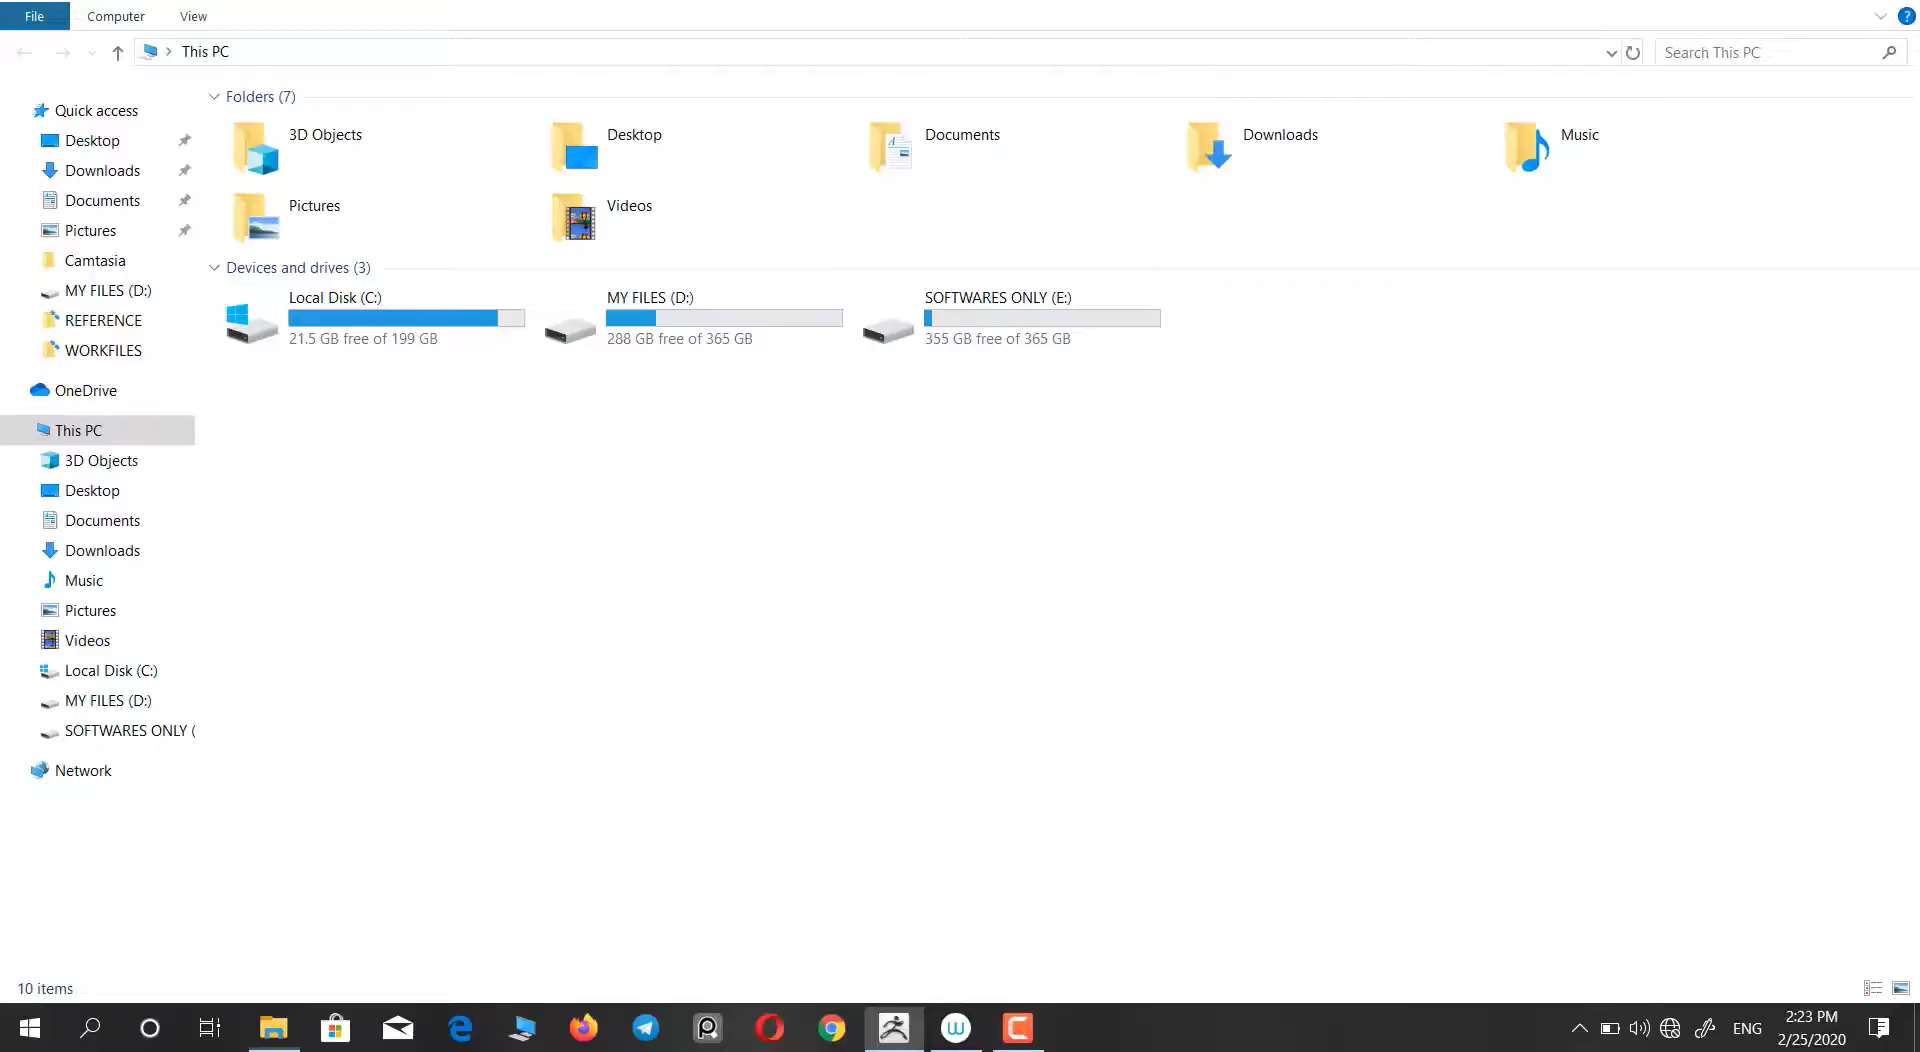 File Computer View
This PC Search This PC
Quick access
Desktop
Downloads
Documents
Pictures
Camtasia
MY FILES (D:)
REFERENCE
WORKFILES
OneDrive
This PC
3D Objects
Desktop
Documents
Downloads
Music
Pictures
Videos
Local Disk (C:)
MY FILES (D:)
SOFTWARES ONLY (
Network
Folders (7)
3D Objects Desktop Documents Downloads Music
Pictures Videos
Devices and drives (3)
Local Disk (C:) MY FILES (D:) SOFTWARES ONLY (E:)
21.5 GB free of 199 GB 288 GB free of 365 GB 355 GB free of 365 GB
10 items
ENG
2:23 PM
2/25/2020